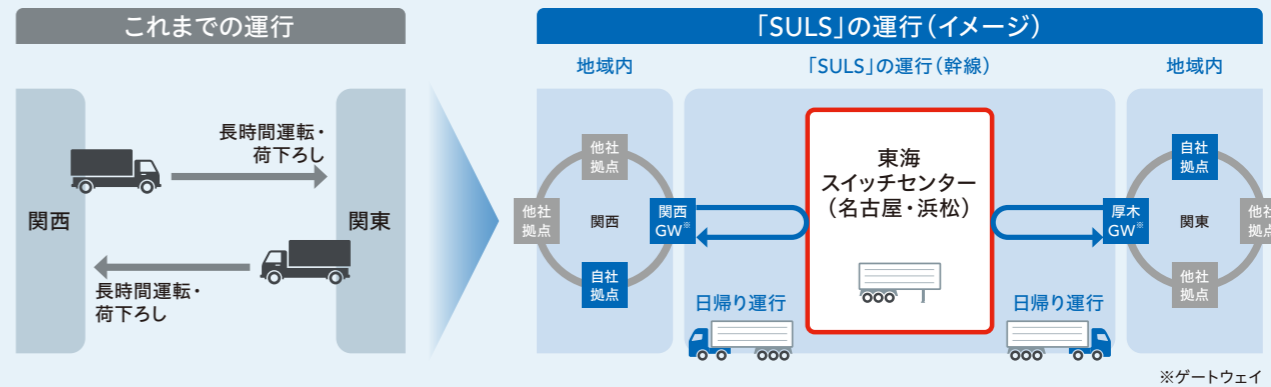 これまでの運行
長時間運転・
荷下ろし
関西
関東
長時間運転・
荷下ろし
「SULS」の運行（イメージ）
地域内
「SULS」の運行（幹線）
地域内
他社
拠点
他社
拠点
関西
関西
GW※
自社
拠点
東海
スイッチセンター
（名古屋・浜松）
日帰り運行
日帰り運行
自社
拠点
厚木
GW※
関東
他社
拠点
他社
拠点
※ゲートウェイ